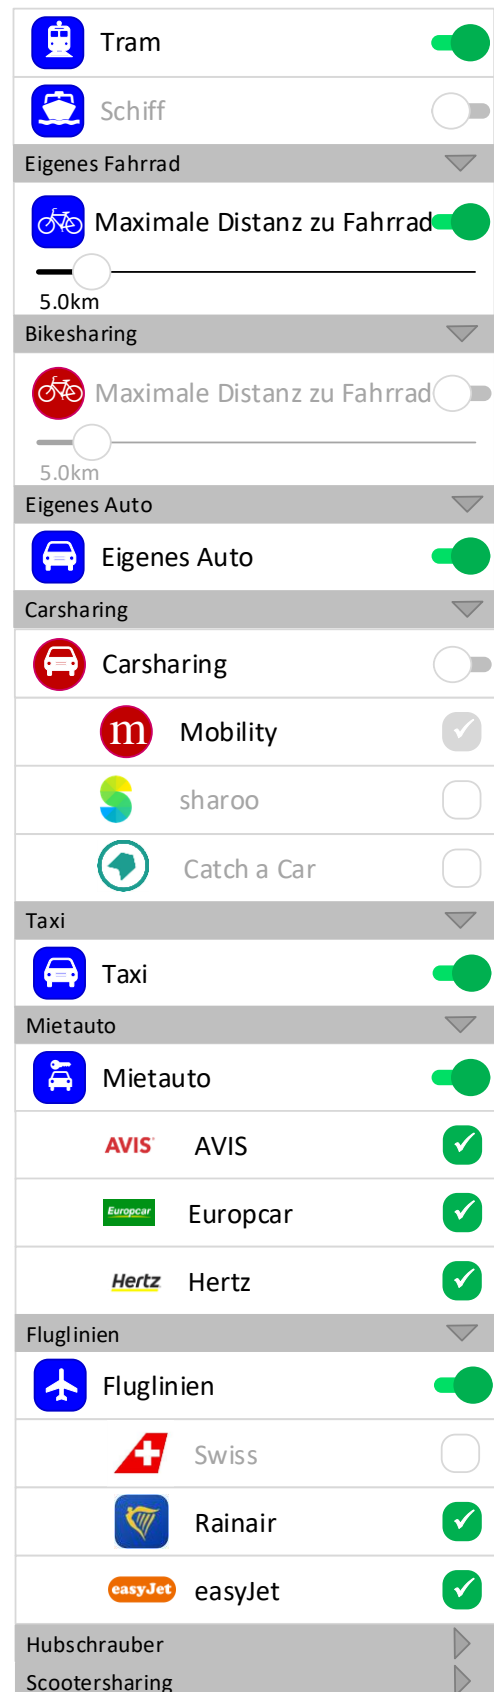 Tram
Schiff
Eigenes Fahrrad
Maximale Distanz zu Fahrrad
5.0km
Bikesharing
Maximale Distanz zu Fahrrad
5.0km
Eigenes Auto
Eigenes Auto
Carsharing
Carsharing
m Mobility
sharoo
Catch a Car
Taxi
Taxi
Mietauto
Mietauto
AVIS AVIS
Europcar Europcar
Hertz Hertz
Fluglinien
Fluglinien
Swiss
Rainair
easyJet easyJet
Hubschrauber
Scootersharing